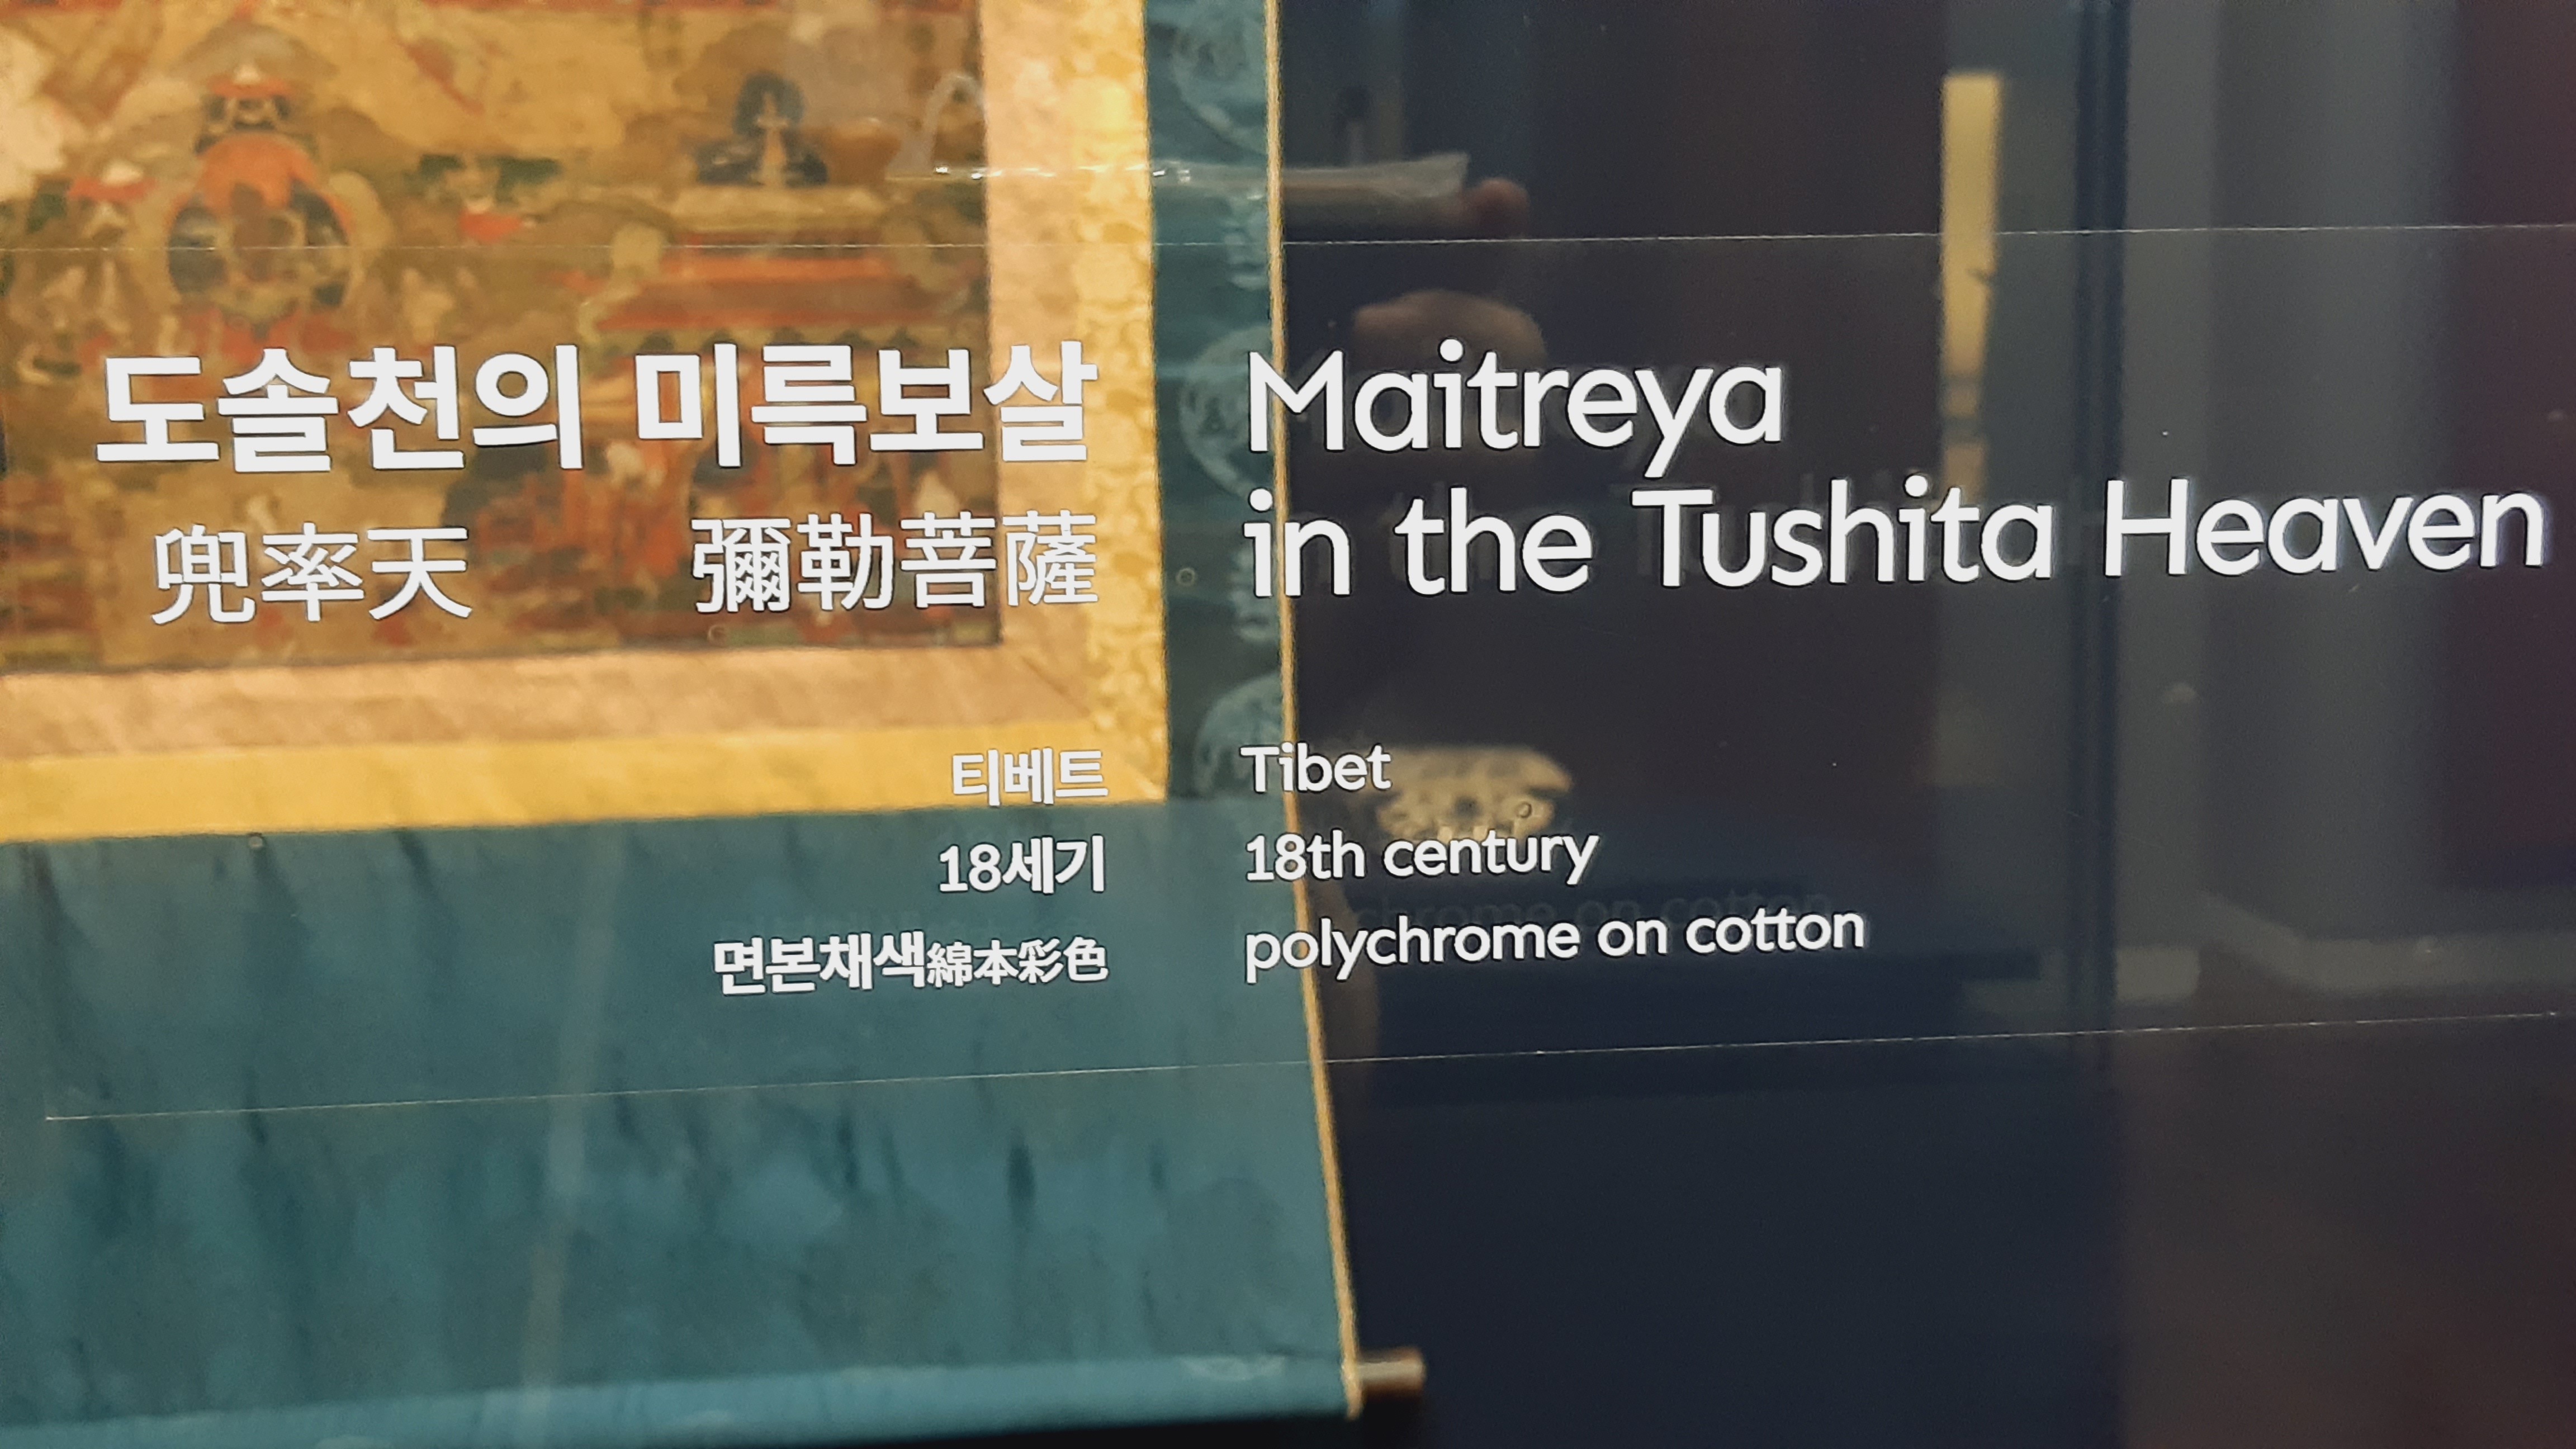 도솔천의 미륵보살
兜率天 彌勒菩薩
티베트
18세기
면본채색綿本彩色
Maitreya
in the Tushita Heaven
Tibet
18th century
polychrome on cotton